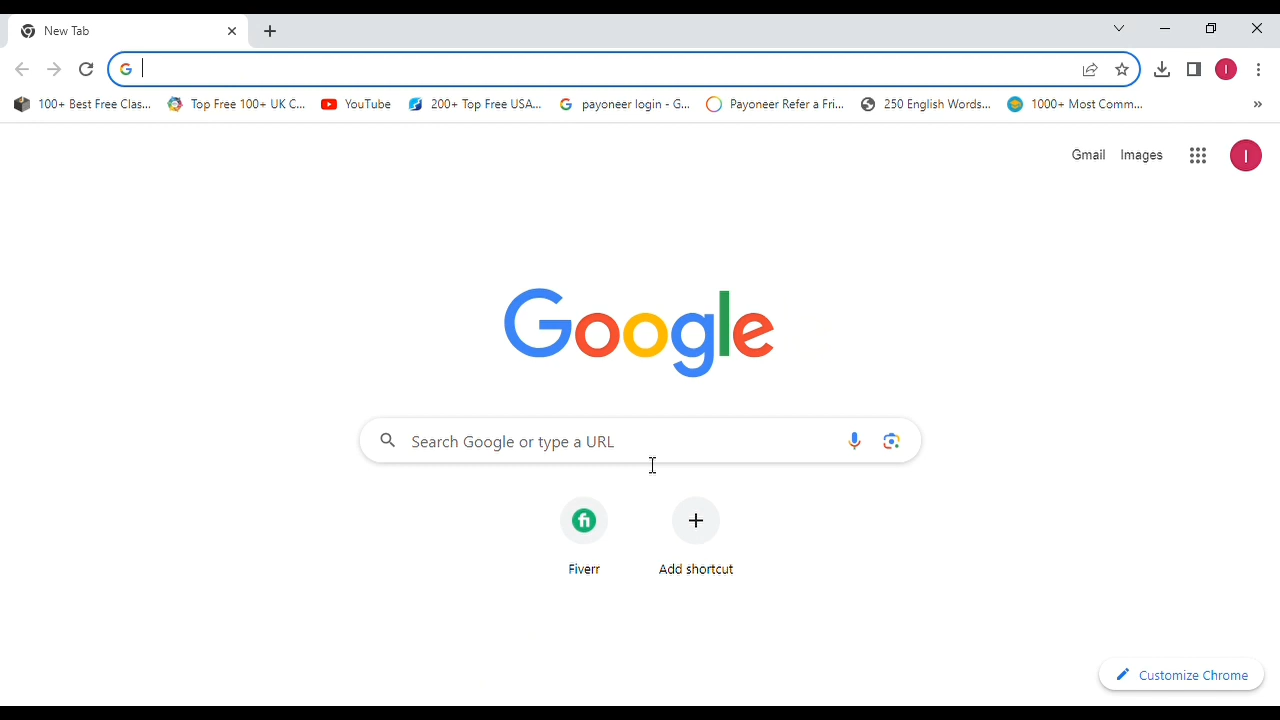 New Tab
100+ Best Free Clas... Top Free 100+ UK C... YouTube 200+ Top Free USA... payoneer login - G... Payoneer Refer a Fri... 250 English Words... 1000+ Most Comm...
Gmail Images I
Google
Search Google or type a URL
fi
Fiverr Add shortcut
Customize Chrome